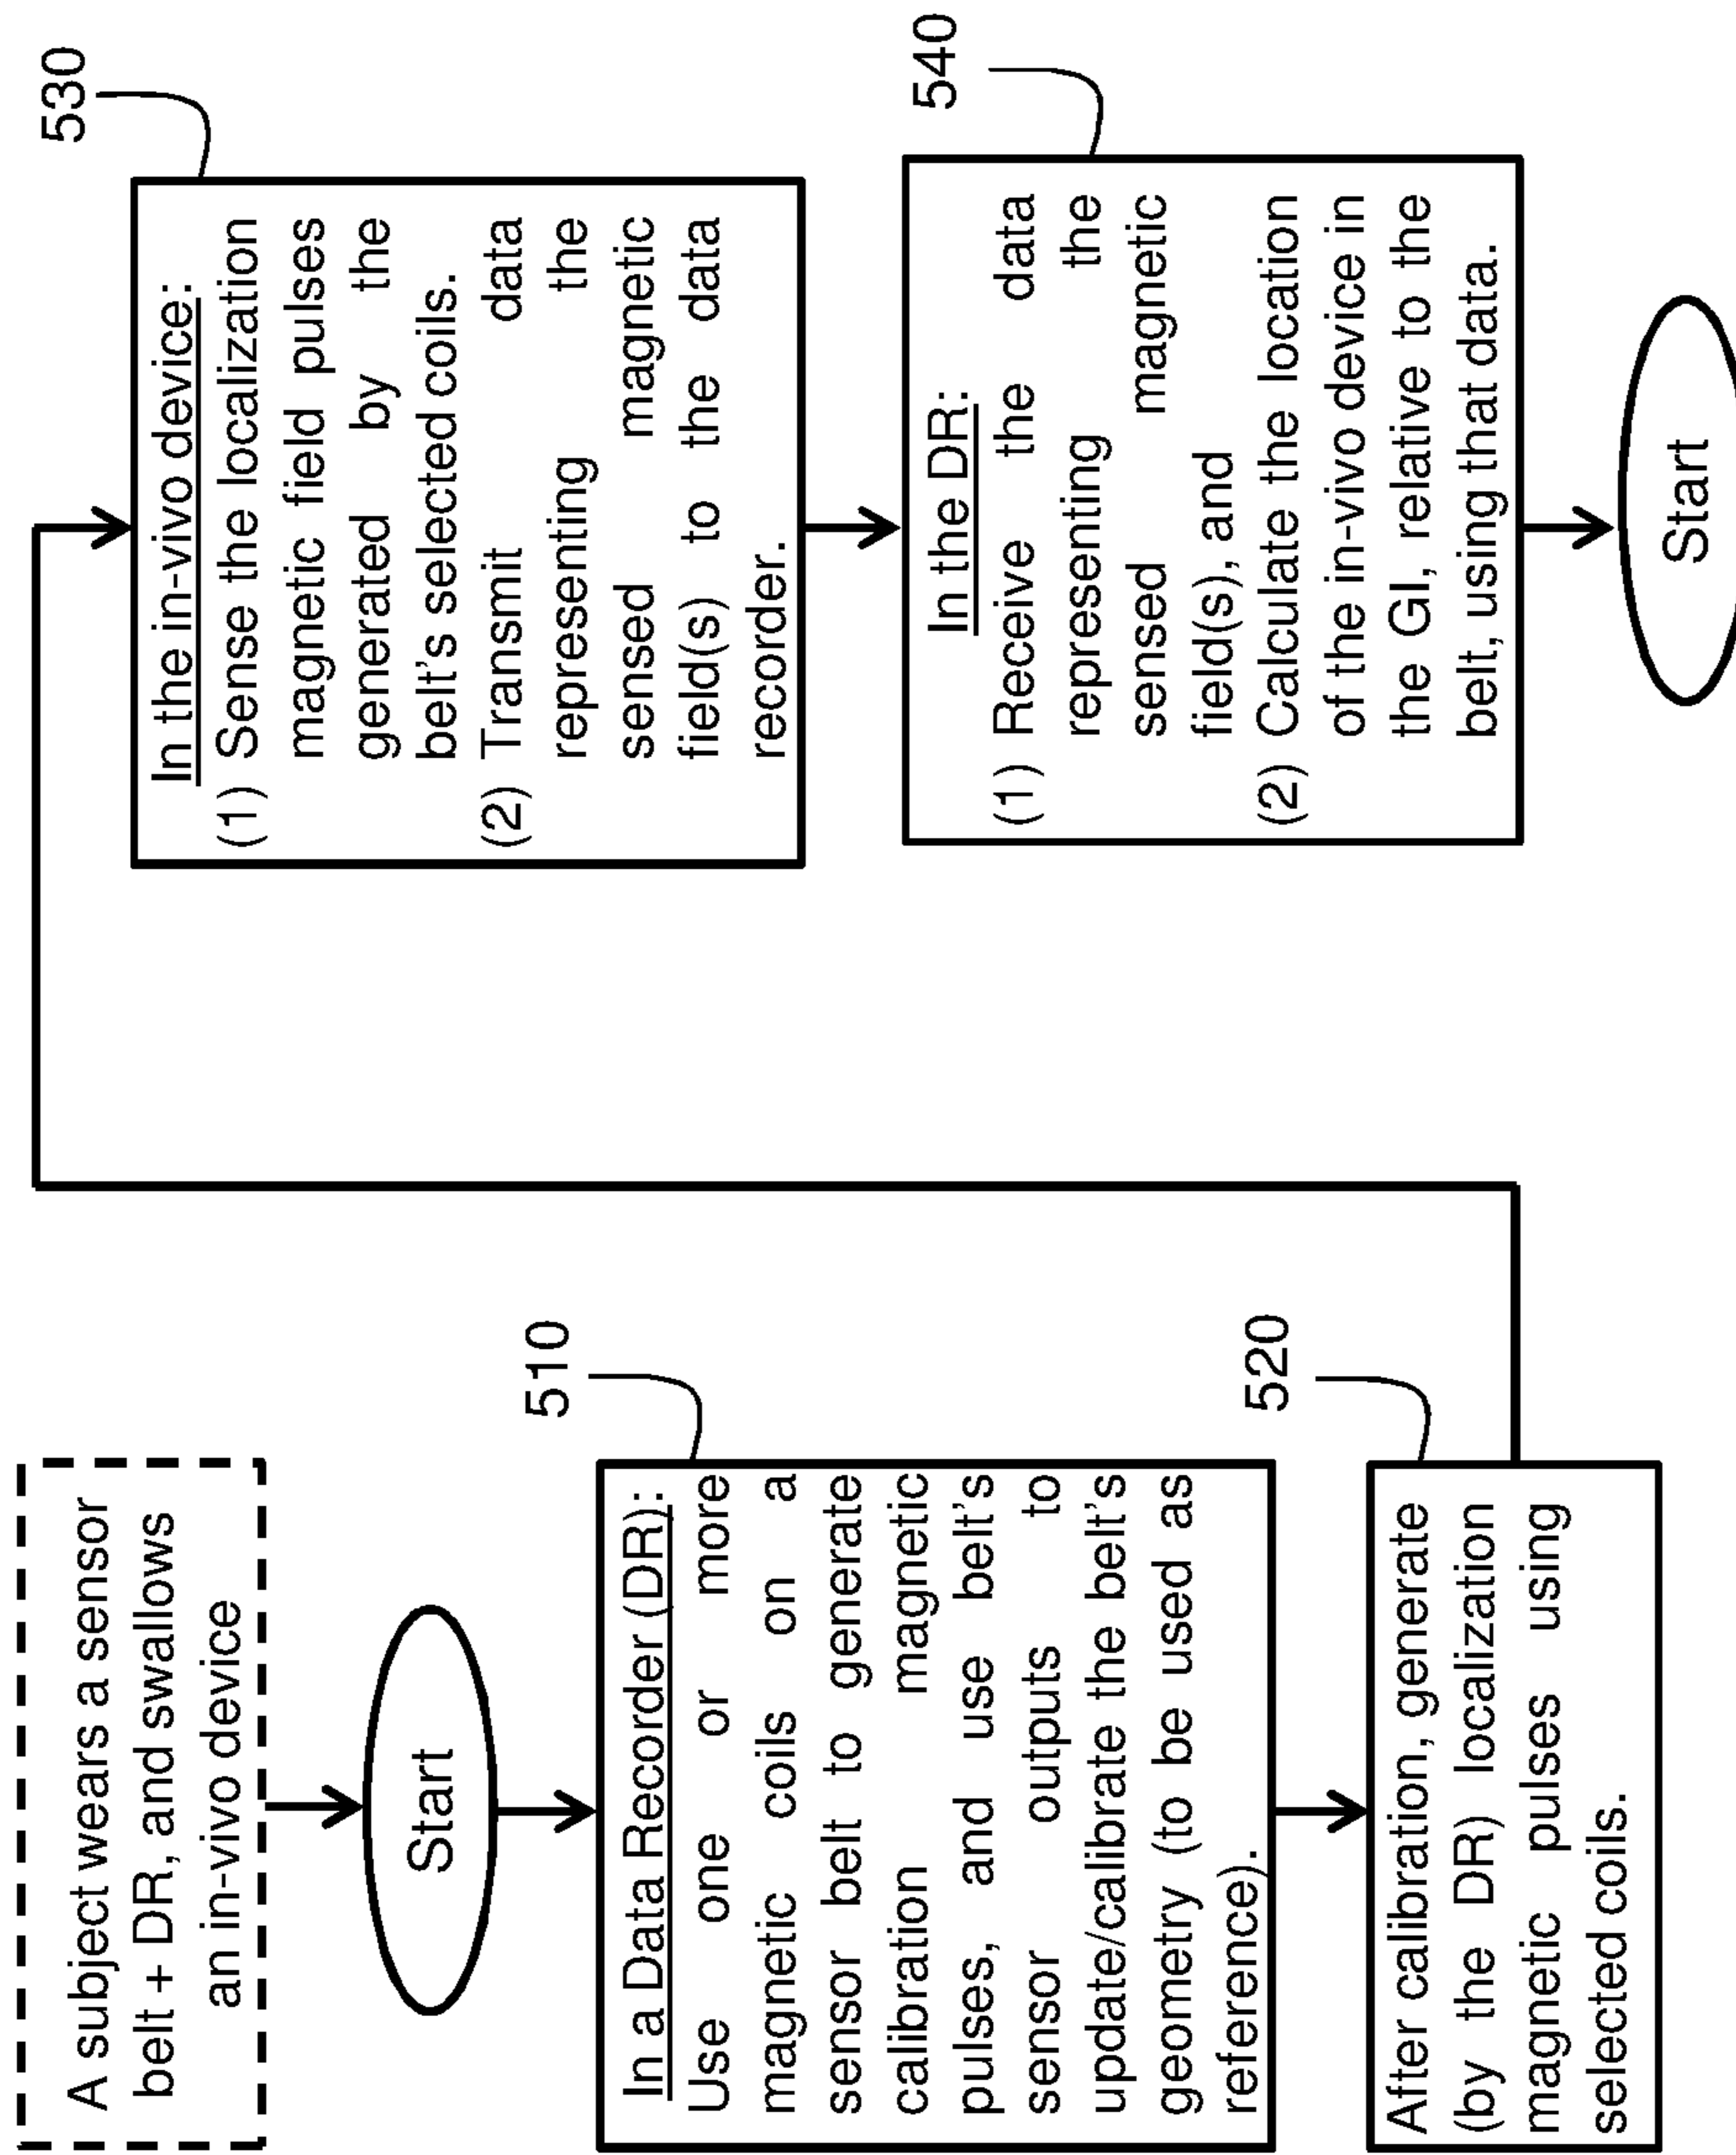 A subject wears a sensor
belt + DR, and swallows
an in-vivo device
Start
510
In a Data Recorder (DR):
Use one or more
magnetic coils on a
sensor belt to generate
calibration magnetic
pulses, and use belt's
sensor outputs to
update/calibrate the belt's
geometry (to be used as
reference).
520
After calibration, generate
(by the DR) localization
magnetic pulses using
selected coils.
530
In the in-vivo device:
(1) Sense the localization
magnetic field pulses
generated by the
belt's selected coils.
(2) Transmit data
representing the
sensed magnetic
field(s) to the data
recorder.
540
In the DR:
(1) Receive the data
representing the
sensed magnetic
field(s), and
(2) Calculate the location
of the in-vivo device in
the GI, relative to the
belt, using that data.
Start